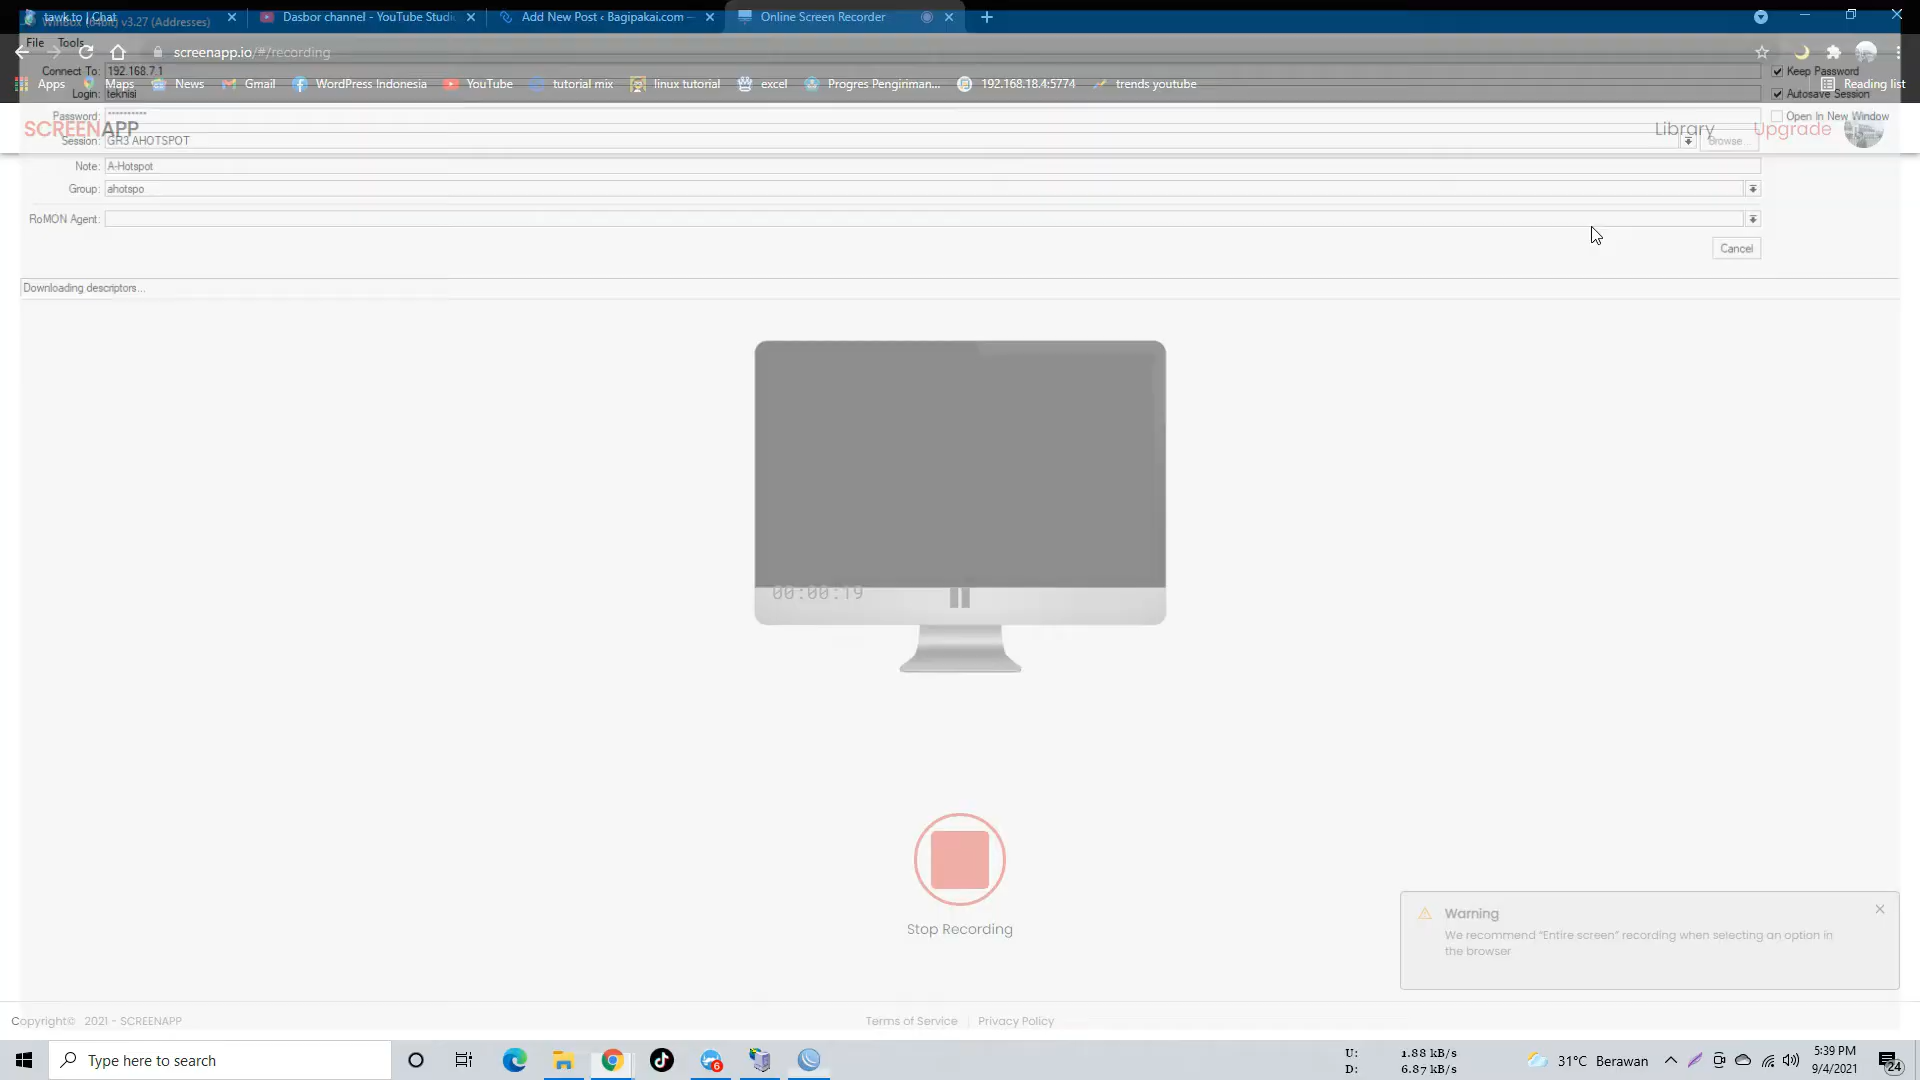 tawk.to | Chat
Dasbor channel - YouTube Studi
Add New Post ‹ Bagipakai.com —
Online Screen Recorder
WinBox (64bit) v3.27 (Addresses)
File Tools
screenapp.io/#/recording
Connect To: 192.168.7.1
Keep Password
Apps
Maps
News
Gmail
WordPress Indonesia
YouTube
tutorial mix
linux tutorial
excel
Progres Pengiriman...
192.168.18.4:5774
trends youtube
Reading list
Login: teknisi
Autosave Session
Password: **********
Open In New Window
SCREENAPP
Library
Upgrade
Session: GR3 AHOTSPOT
Browse...
Note: A-Hotspot
Group: ahotspo
RoMON Agent:
Cancel
Downloading descriptors...
00:00:19
Stop Recording
Warning
We recommend “Entire screen” recording when selecting an option in
the browser
Copyright© 2021 - SCREENAPP
Terms of Service | Privacy Policy
Type here to search
6
U: 1.88 kB/s
D: 6.87 kB/s
31°C Berawan
5:39 PM
9/4/2021
24